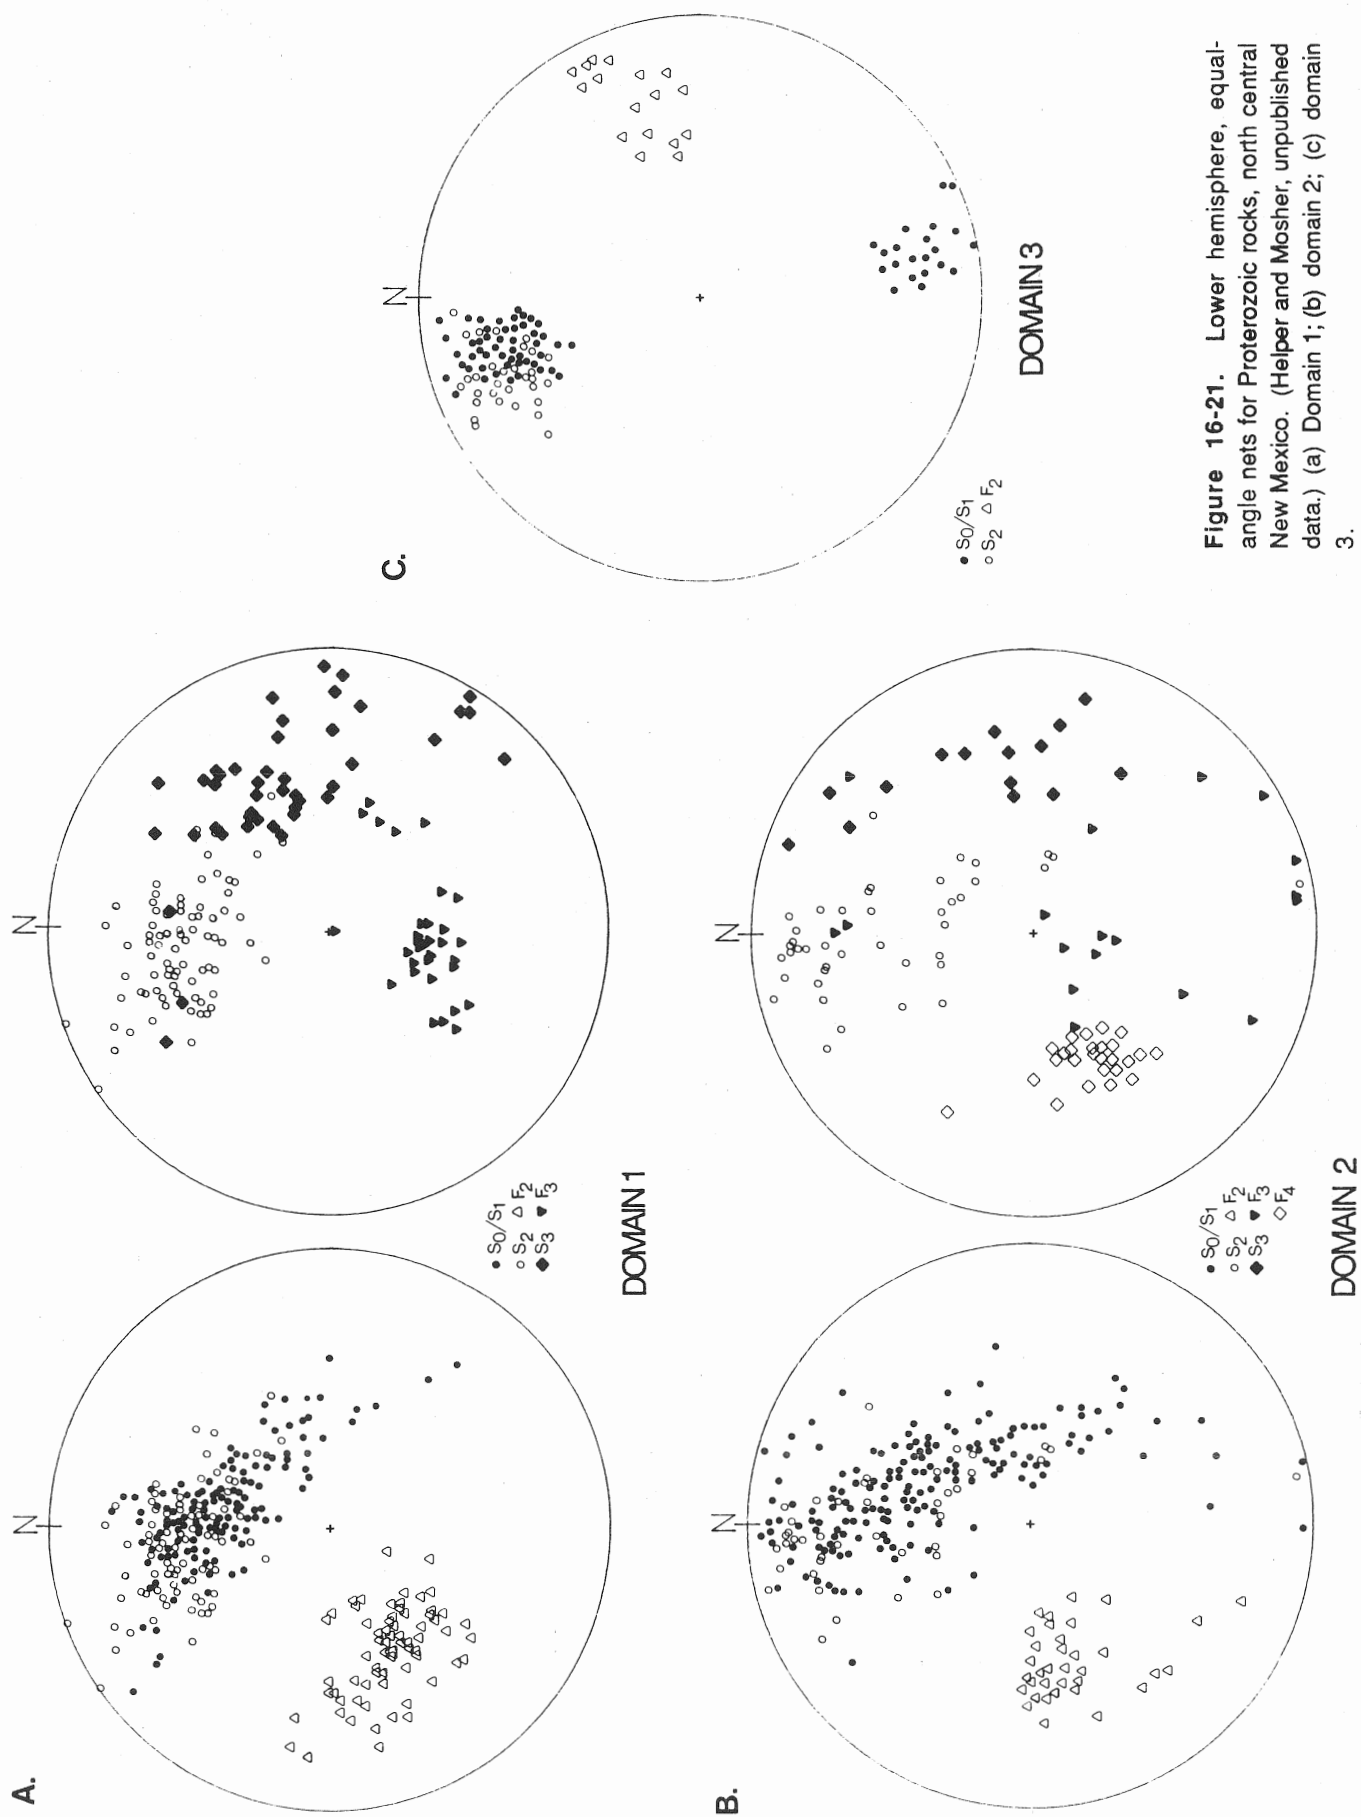 A.
N
N
● S₀/S₁
○ S₂ △ F₂
◆ S₃ ▼ F₃
DOMAIN 1
B.
N
N
● S₀/S₁
○ S₂ △ F₂
◆ S₃ ▼ F₃
◇ F₄
DOMAIN 2
C.
N
● S₀/S₁
○ S₂ △ F₂
DOMAIN 3
Figure 16-21. Lower hemisphere, equal-
angle nets for Proterozoic rocks, north central
New Mexico. (Helper and Mosher, unpublished
data.) (a) Domain 1; (b) domain 2; (c) domain
3.